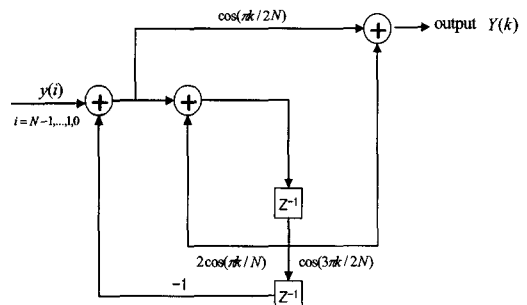 cos(πk/2N)
output Y(k)
y(i)
i=N-1,...,1,0
Z⁻¹
2cos(πk/N)
cos(3πk/2N)
-1
Z⁻¹